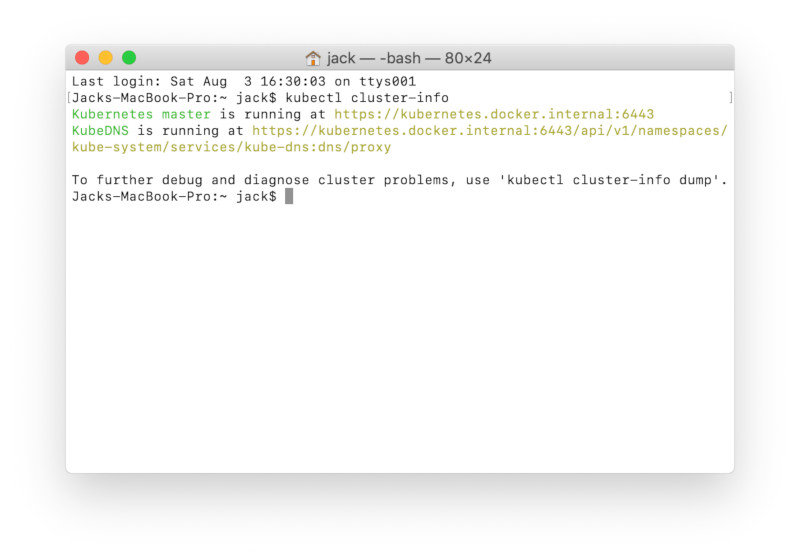 jack — -bash — 80×24
Last login: Sat Aug  3 16:30:03 on ttys001
[Jacks-MacBook-Pro:~ jack$ kubectl cluster-info ]
Kubernetes master is running at https://kubernetes.docker.internal:6443
KubeDNS is running at https://kubernetes.docker.internal:6443/api/v1/namespaces/
kube-system/services/kube-dns:dns/proxy
To further debug and diagnose cluster problems, use 'kubectl cluster-info dump'.
Jacks-MacBook-Pro:~ jack$